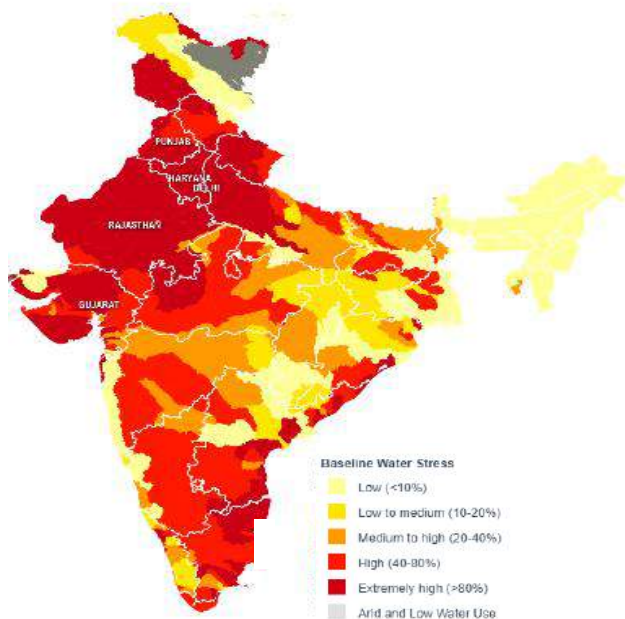 PUNJAB
HARYANA
DELHI
RAJASTHAN
GUJARAT
Baseline Water Stress
Low (<10%)
Low to medium (10-20%)
Medium to high (20-40%)
High (40-80%)
Extremely high (>80%)
Arid and Low Water Use